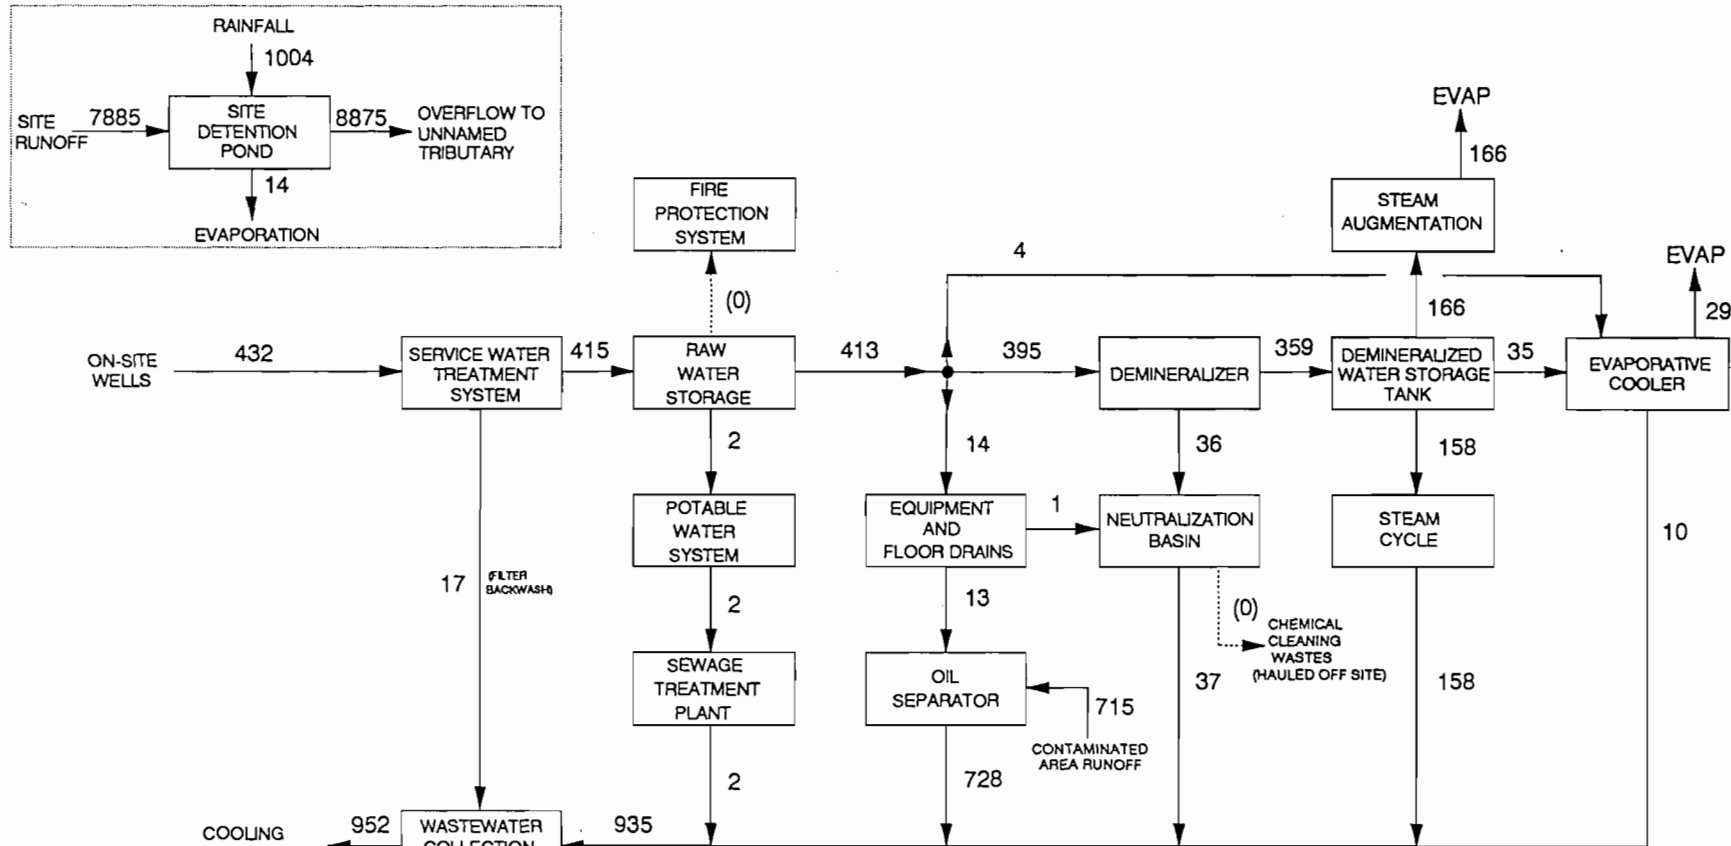 RAINFALL
1004
SITE
RUNOFF
7885
SITE
DETENTION
POND
8875
OVERFLOW TO
UNNAMED
TRIBUTARY
14
EVAPORATION
EVAP
166
STEAM
AUGMENTATION
FIRE
PROTECTION
SYSTEM
(0)
4
166
EVAP
29
ON-SITE
WELLS
432
SERVICE WATER
TREATMENT
SYSTEM
415
RAW
WATER
STORAGE
413
395
DEMINERALIZER
359
DEMINERALIZED
WATER STORAGE
TANK
35
EVAPORATIVE
COOLER
2
14
36
158
POTABLE
WATER
SYSTEM
EQUIPMENT
AND
FLOOR DRAINS
1
NEUTRALIZATION
BASIN
STEAM
CYCLE
10
17
(FILTER
BACKWASH)
2
13
(0)
CHEMICAL
CLEANING
WASTES
(HAULED OFF SITE)
SEWAGE
TREATMENT
PLANT
OIL
SEPARATOR
715
CONTAMINATED
AREA RUNOFF
37
158
2
728
COOLING
952
WASTEWATER
COLLECTION
935